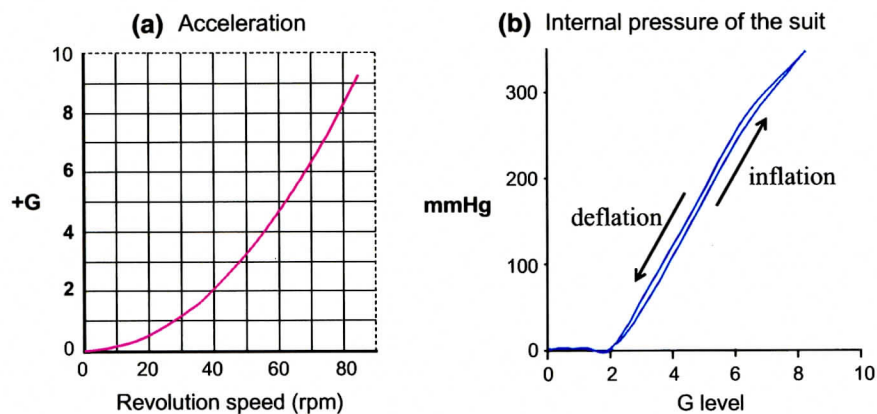 (a) Acceleration
10
8
6
4
2
0
+G
0 20 40 60 80
Revolution speed (rpm)
(b) Internal pressure of the suit
300
200
100
0
mmHg
deflation
inflation
0 2 4 6 8 10
G level